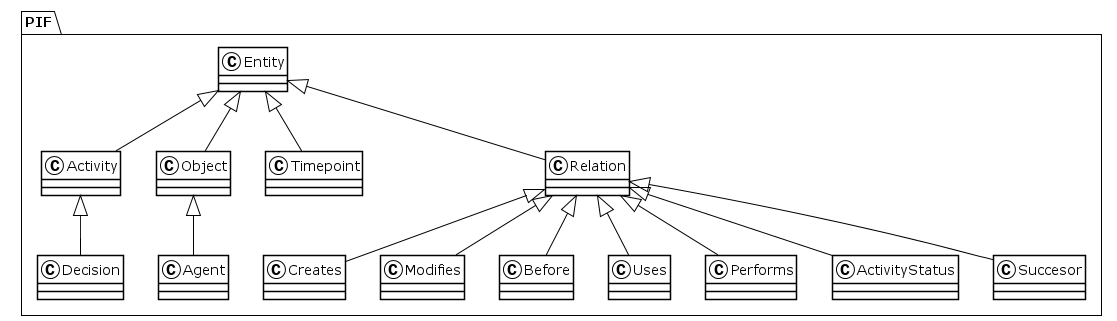 PIF
C Entity
C Activity
C Object
C Timepoint
C Relation
C Decision
C Agent
C Creates
C Modifies
C Before
C Uses
C Performs
C ActivityStatus
C Succesor